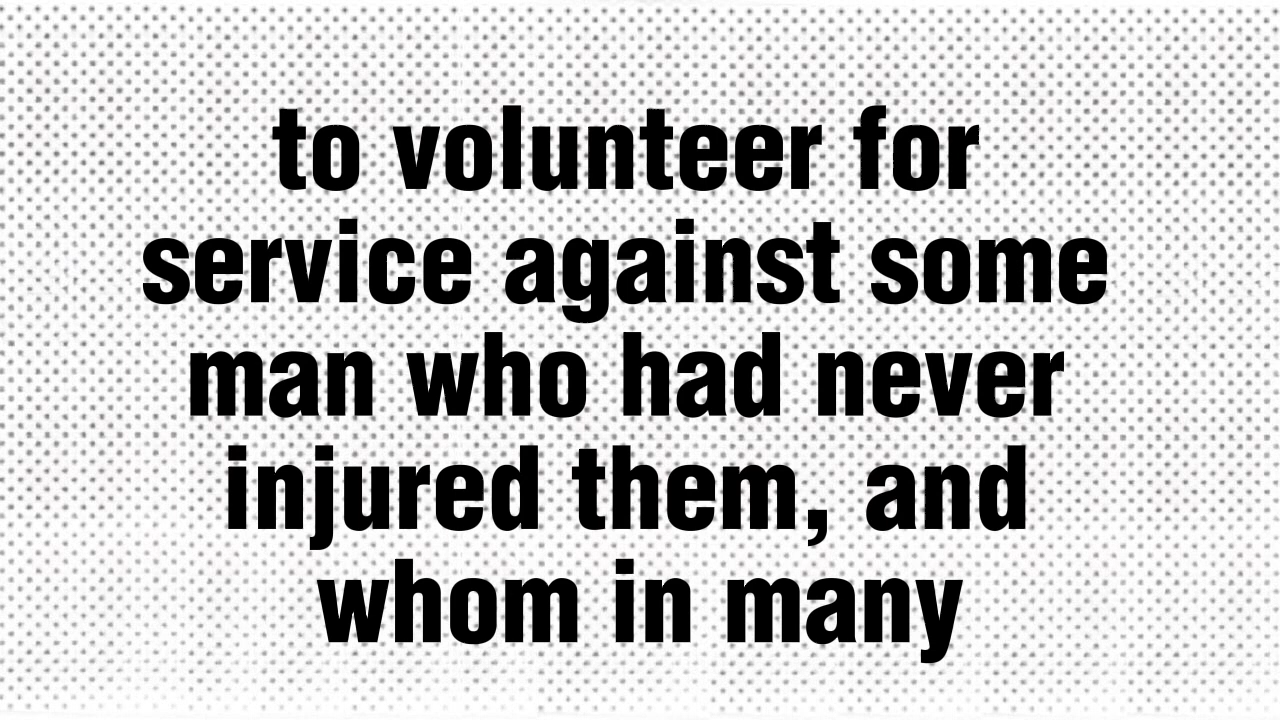 to volunteer for
service against some
man who had never
injured them, and
whom in many